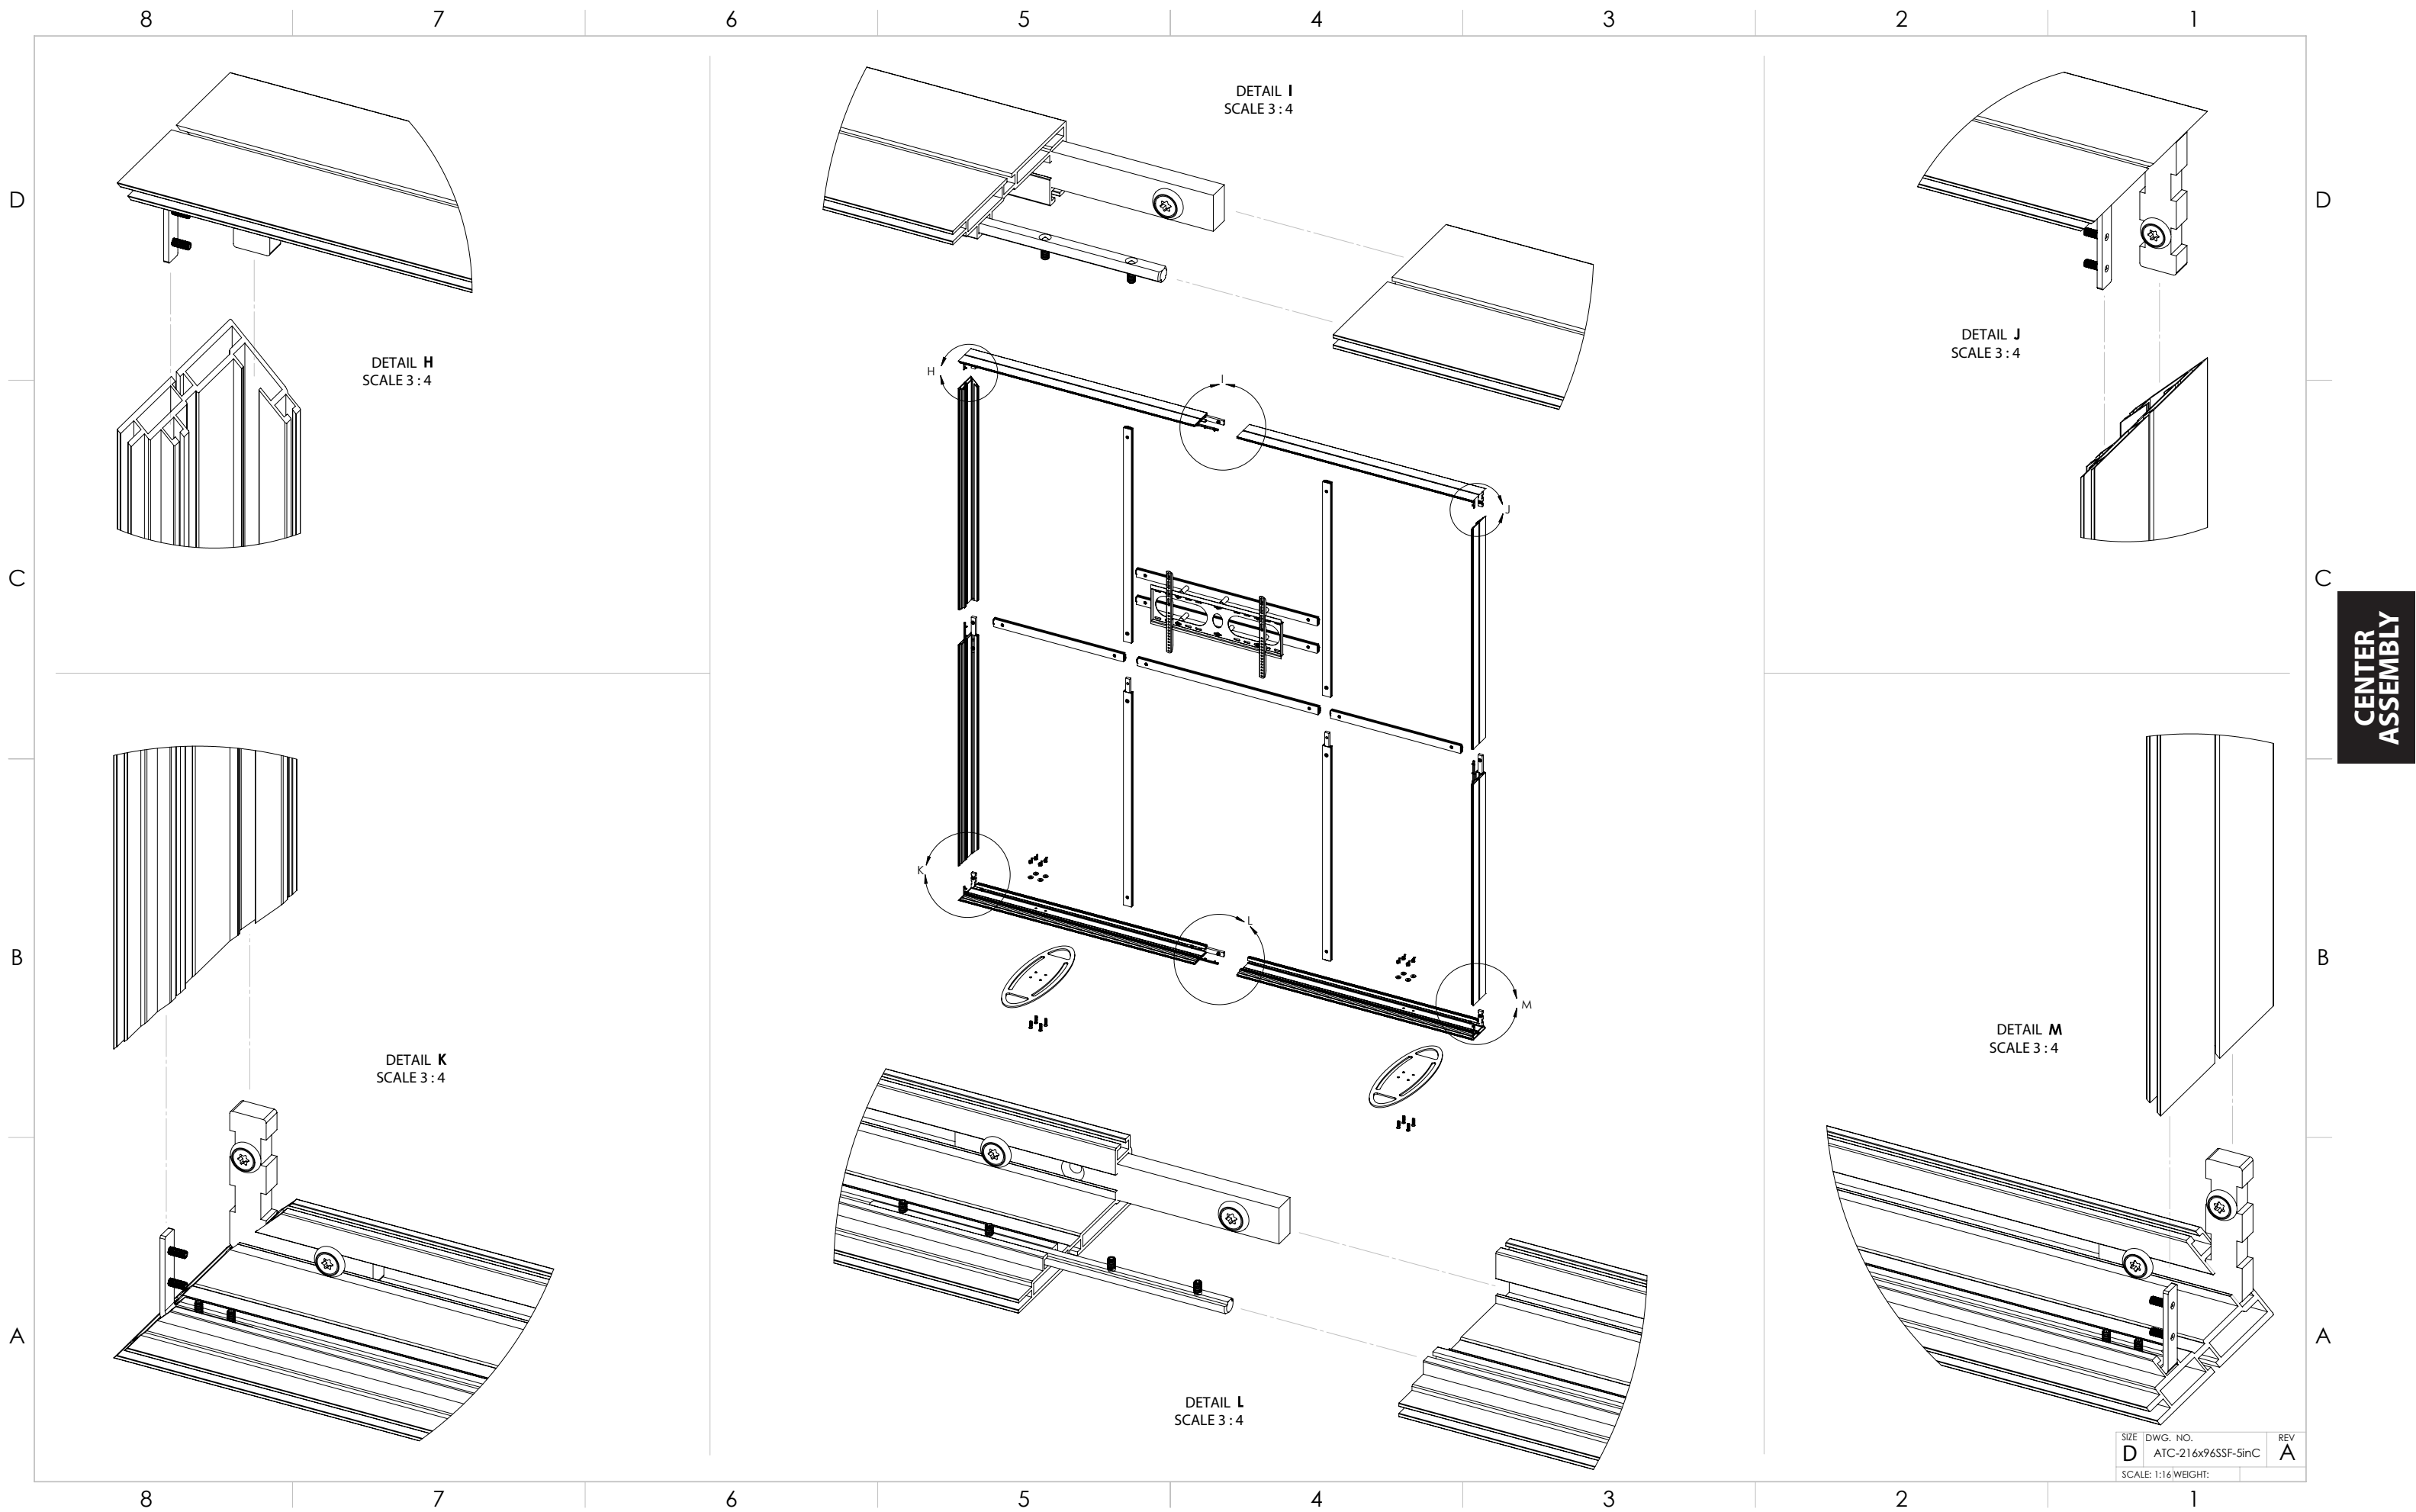 8 7 6 5 4 3 2 1
DETAIL I
SCALE 3 : 4
D D
DETAIL J
SCALE 3 : 4
DETAIL H
SCALE 3 : 4
H
I
J
C C
CENTER
ASSEMBLY
K
L
B B
M
DETAIL M
SCALE 3 : 4
DETAIL K
SCALE 3 : 4
A A
DETAIL L
SCALE 3 : 4
SIZE DWG. NO. REV
D ATC-216x96SSF-5inC A
SCALE: 1:16 WEIGHT:
8 7 6 5 4 3 2 1